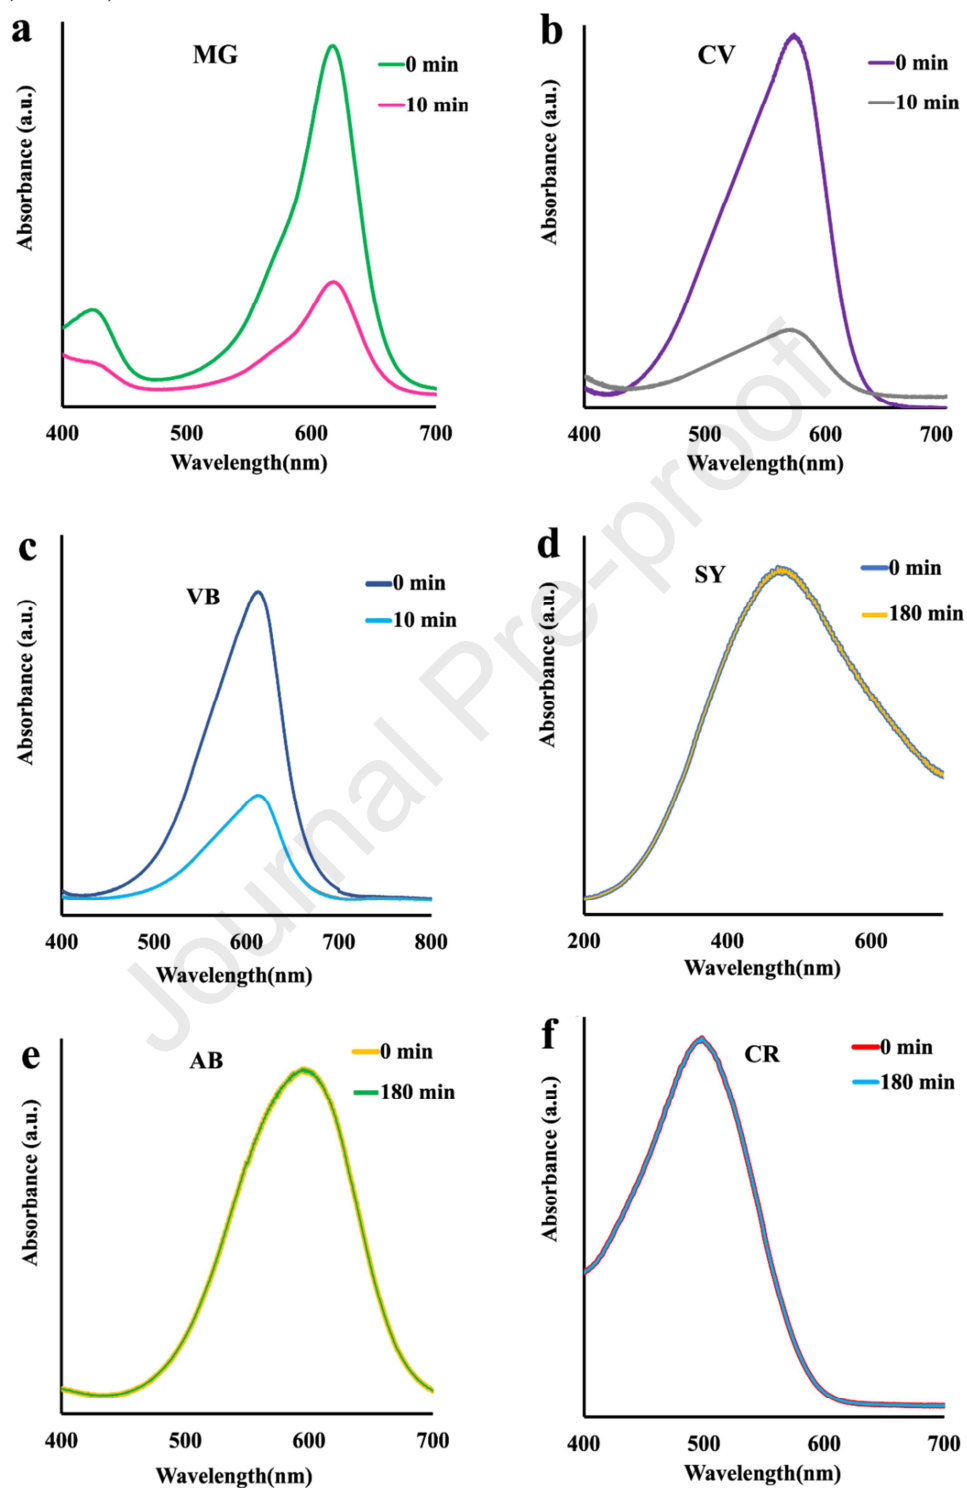 a
MG
0 min
10 min
Absorbance (a.u.)
400 500 600 700
Wavelength(nm)
b
CV
0 min
10 min
Absorbance (a.u.)
400 500 600 700
Wavelength(nm)
c
VB
0 min
10 min
Absorbance (a.u.)
400 500 600 700 800
Wavelength(nm)
d
SY
0 min
180 min
Absorbance (a.u.)
200 400 600
Wavelength(nm)
e
AB
0 min
180 min
Absorbance (a.u.)
400 500 600 700
Wavelength(nm)
f
CR
0 min
180 min
Absorbance (a.u.)
400 500 600 700
Wavelength(nm)
Journal Pre-proof